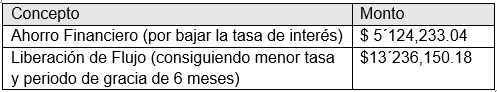 Concepto Monto
Ahorro Financiero (por bajar la tasa de interés) $ 5´124,233.04
Liberación de Flujo (consiguiendo menor tasa $13´236,150.18
y periodo de gracia de 6 meses)